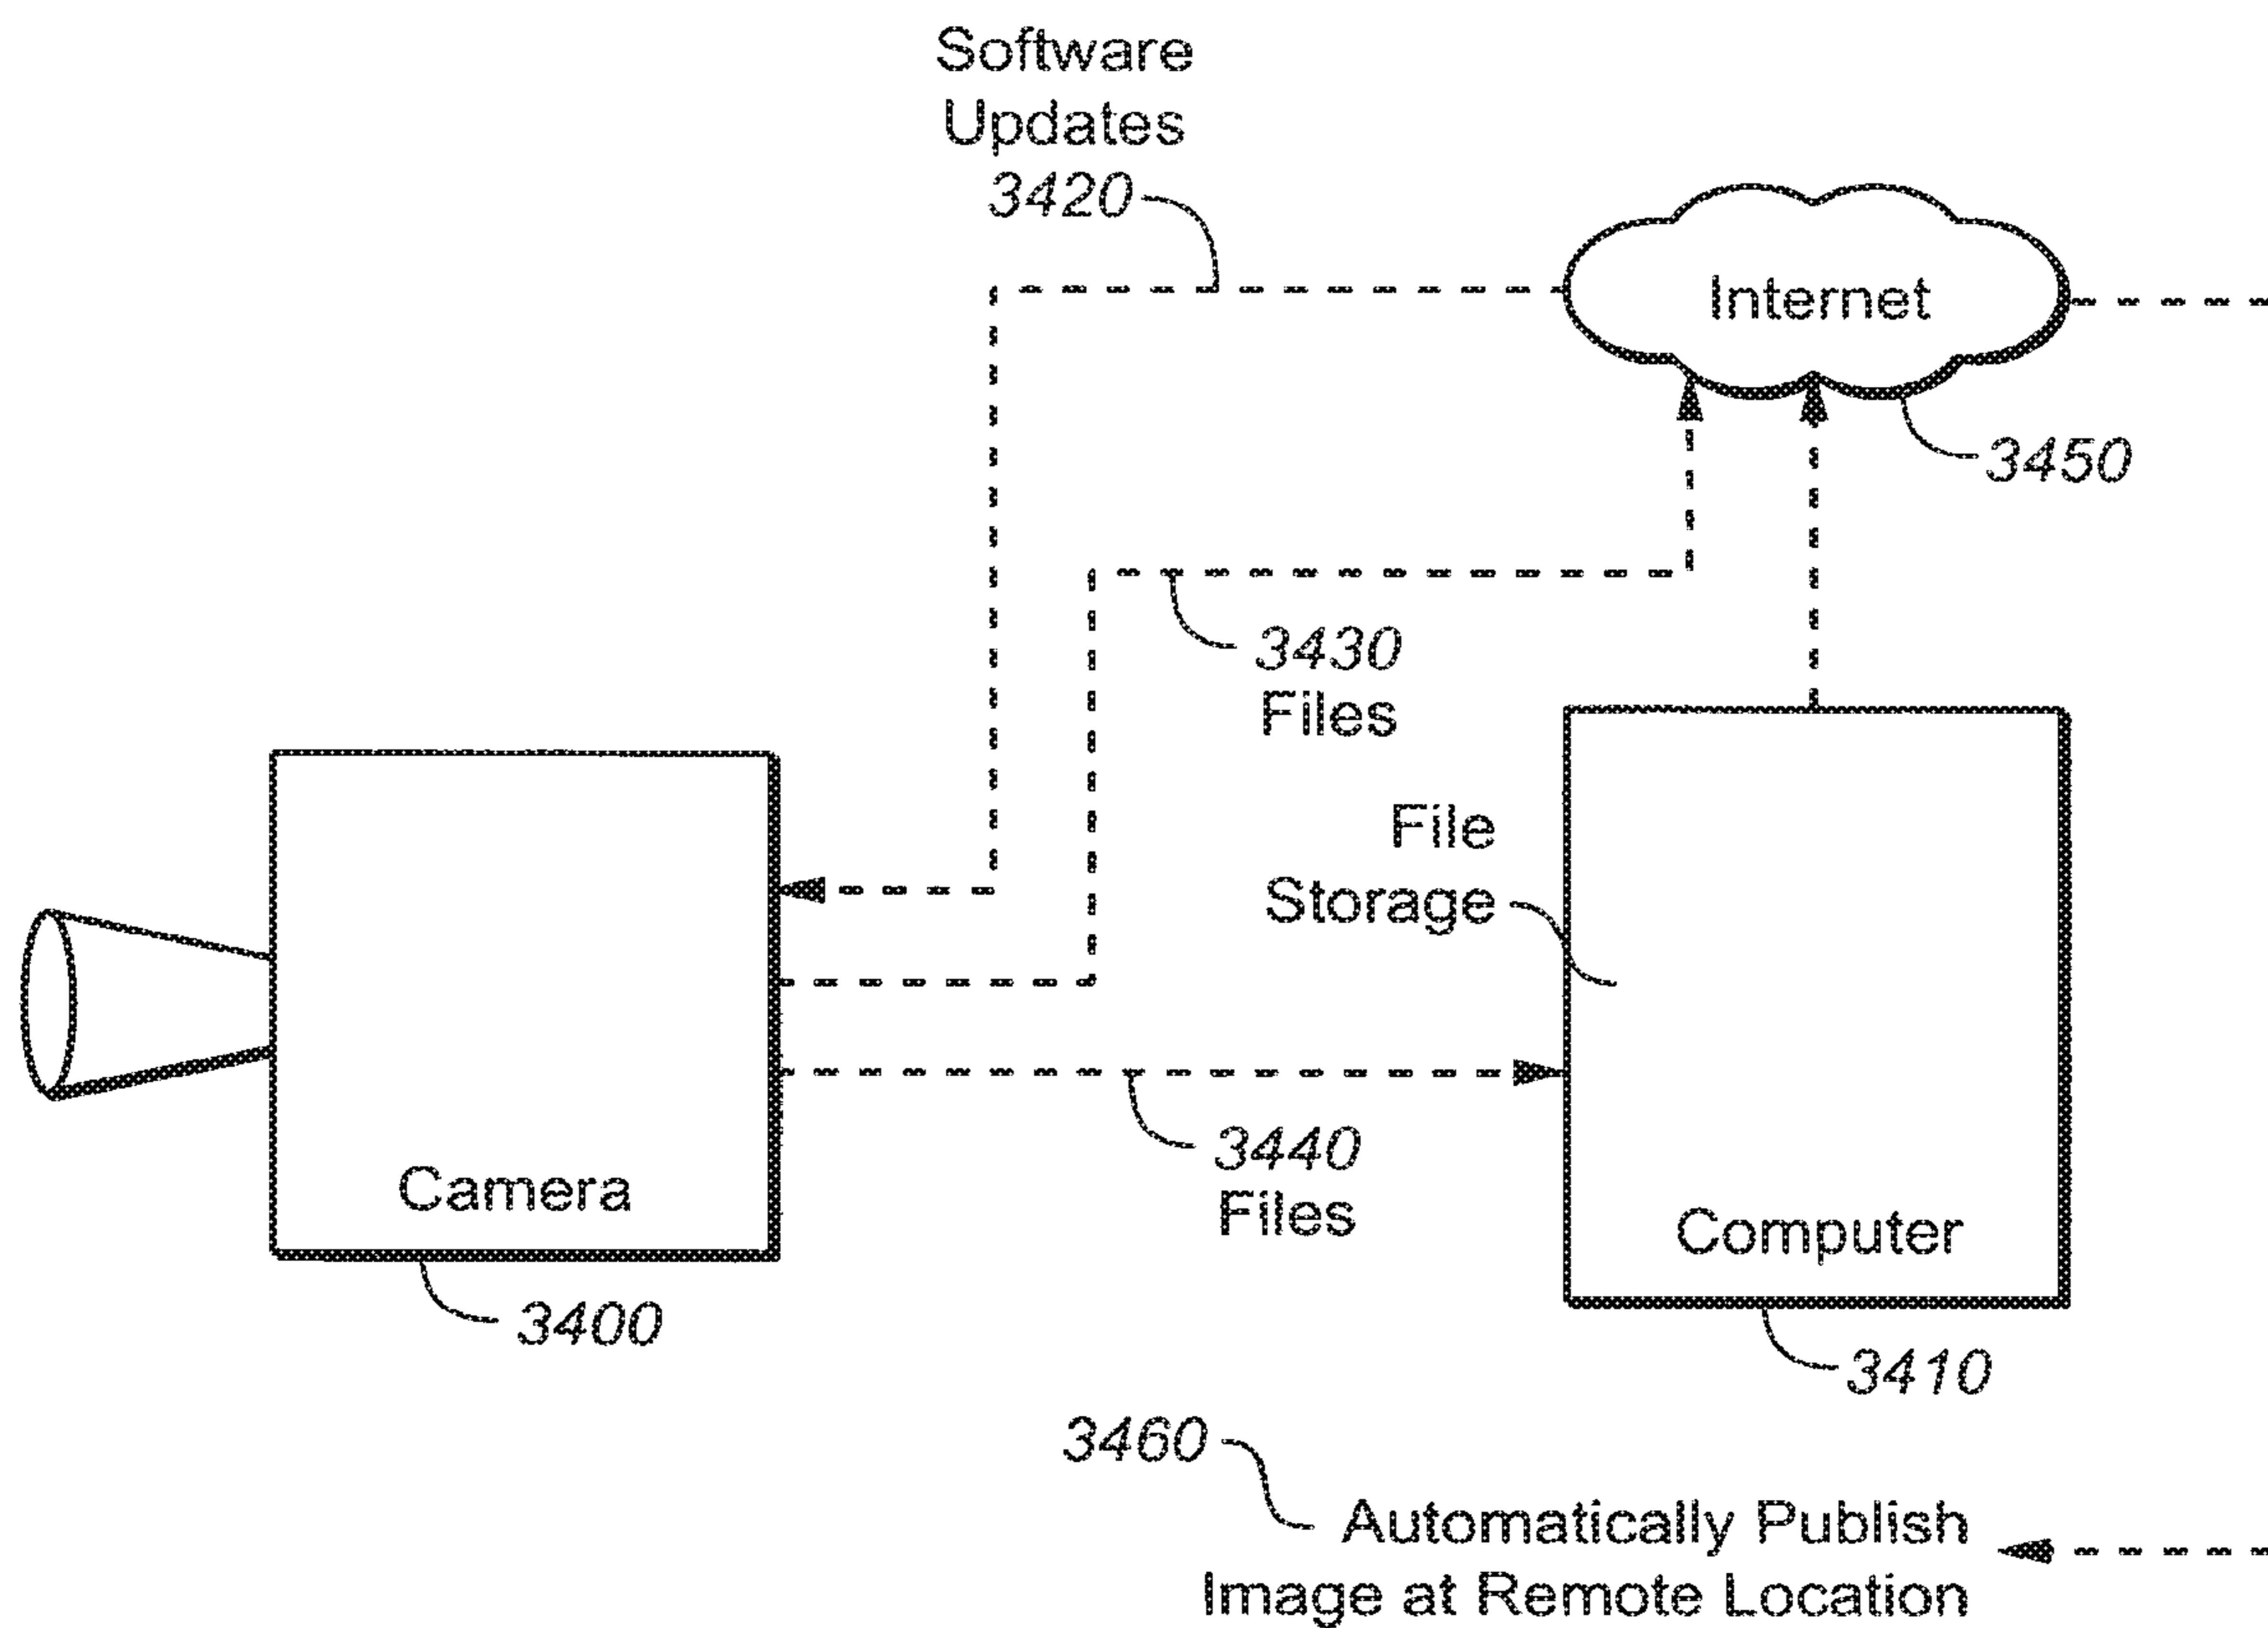 Software
Updates
3420
Internet
3450
3430
Files
File
Storage
Camera
3440
Files
Computer
3400
3410
3460
Automatically Publish
Image at Remote Location